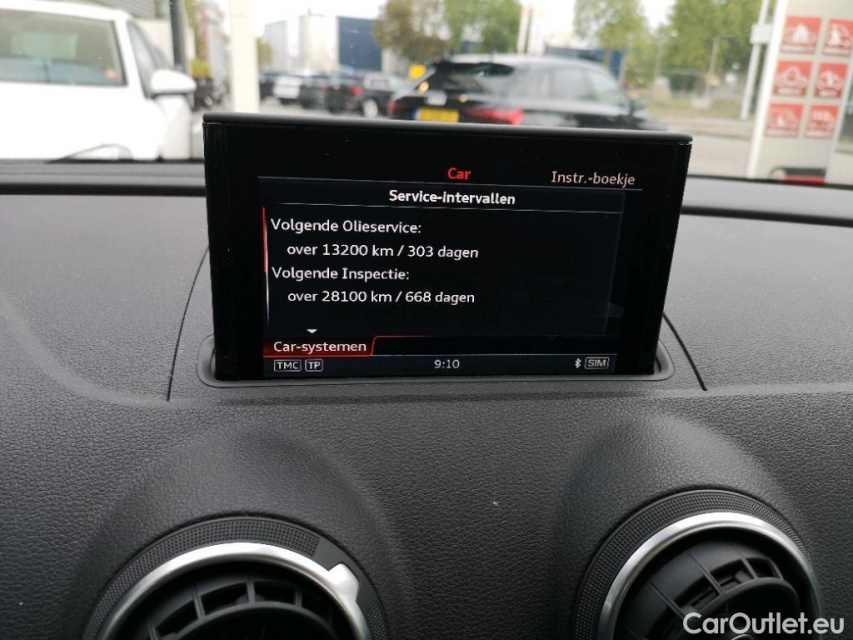 Car
Instr.-boekje
Service-intervallen
Volgende Olieservice:
over 13200 km / 303 dagen
Volgende Inspectie:
over 28100 km / 668 dagen
Car-systemen
TMC TP 9:10 SIM
CarOutlet.eu